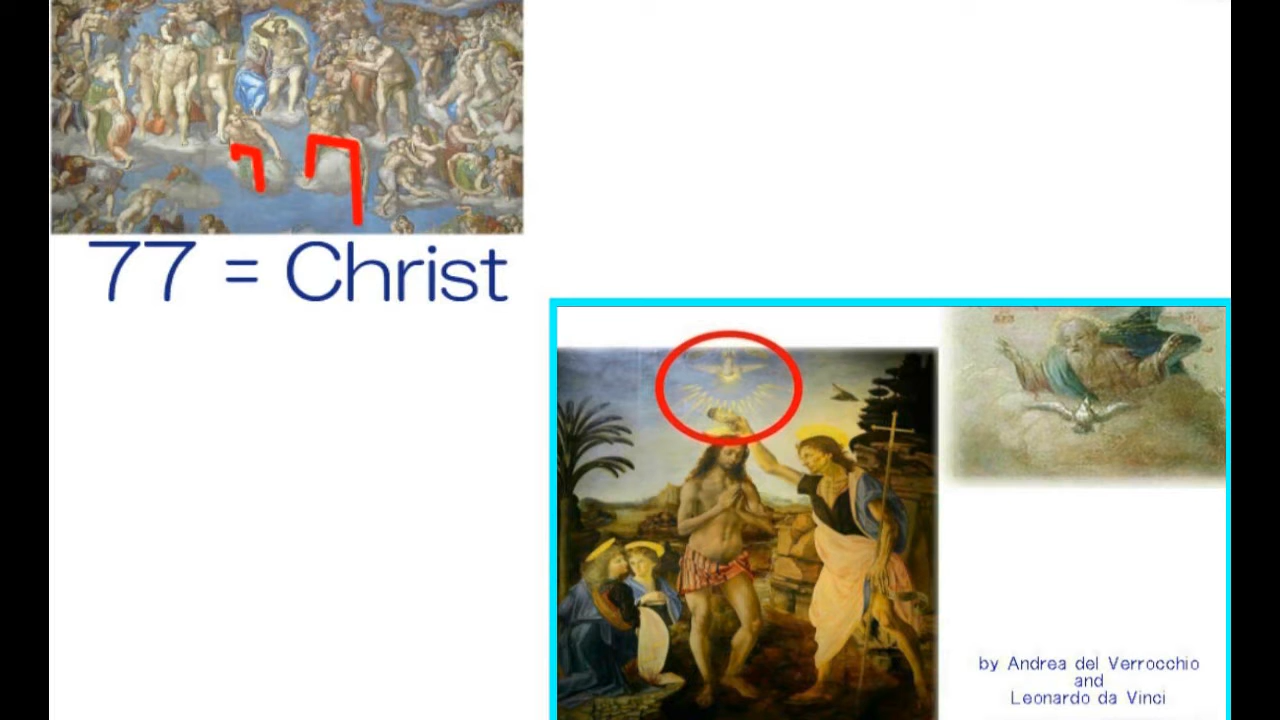 77 = Christ
by Andrea del Verrocchio
and
Leonardo da Vinci